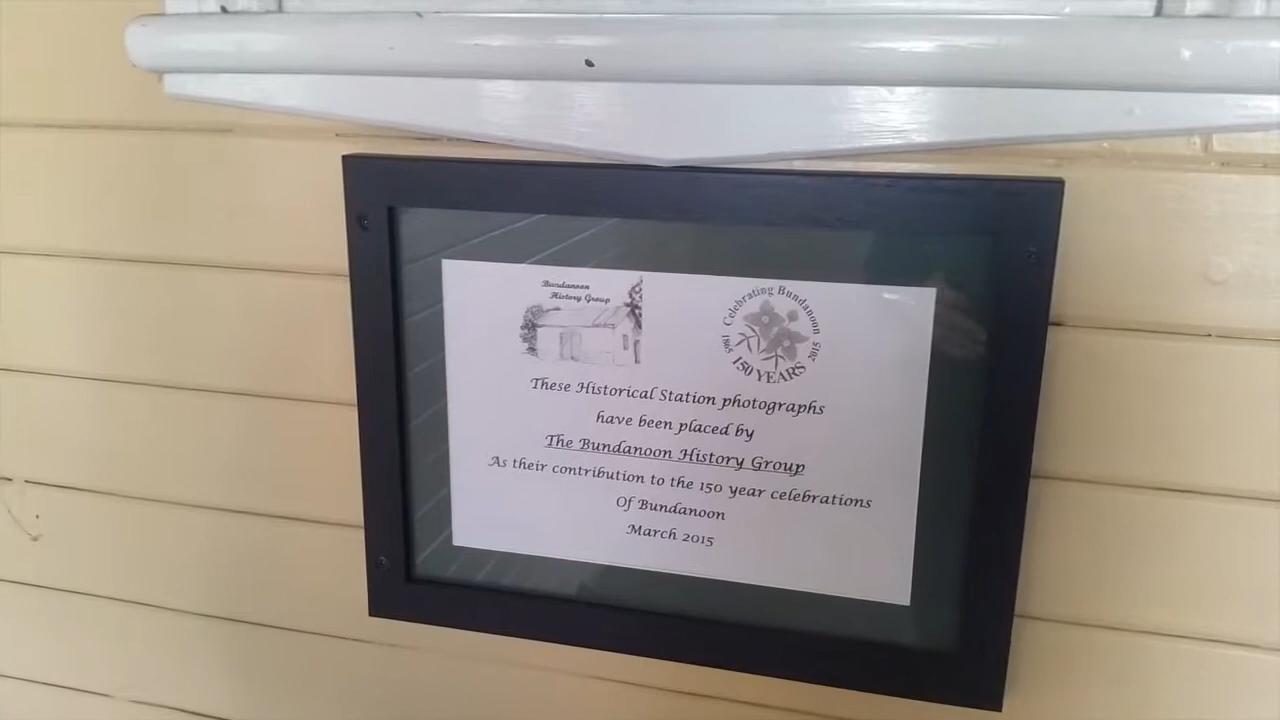 Bundanoon
History Group
Celebrating Bundanoon
1865 2015
150 YEARS
These Historical Station photographs
have been placed by
The Bundanoon History Group
As their contribution to the 150 year celebrations
Of Bundanoon
March 2015